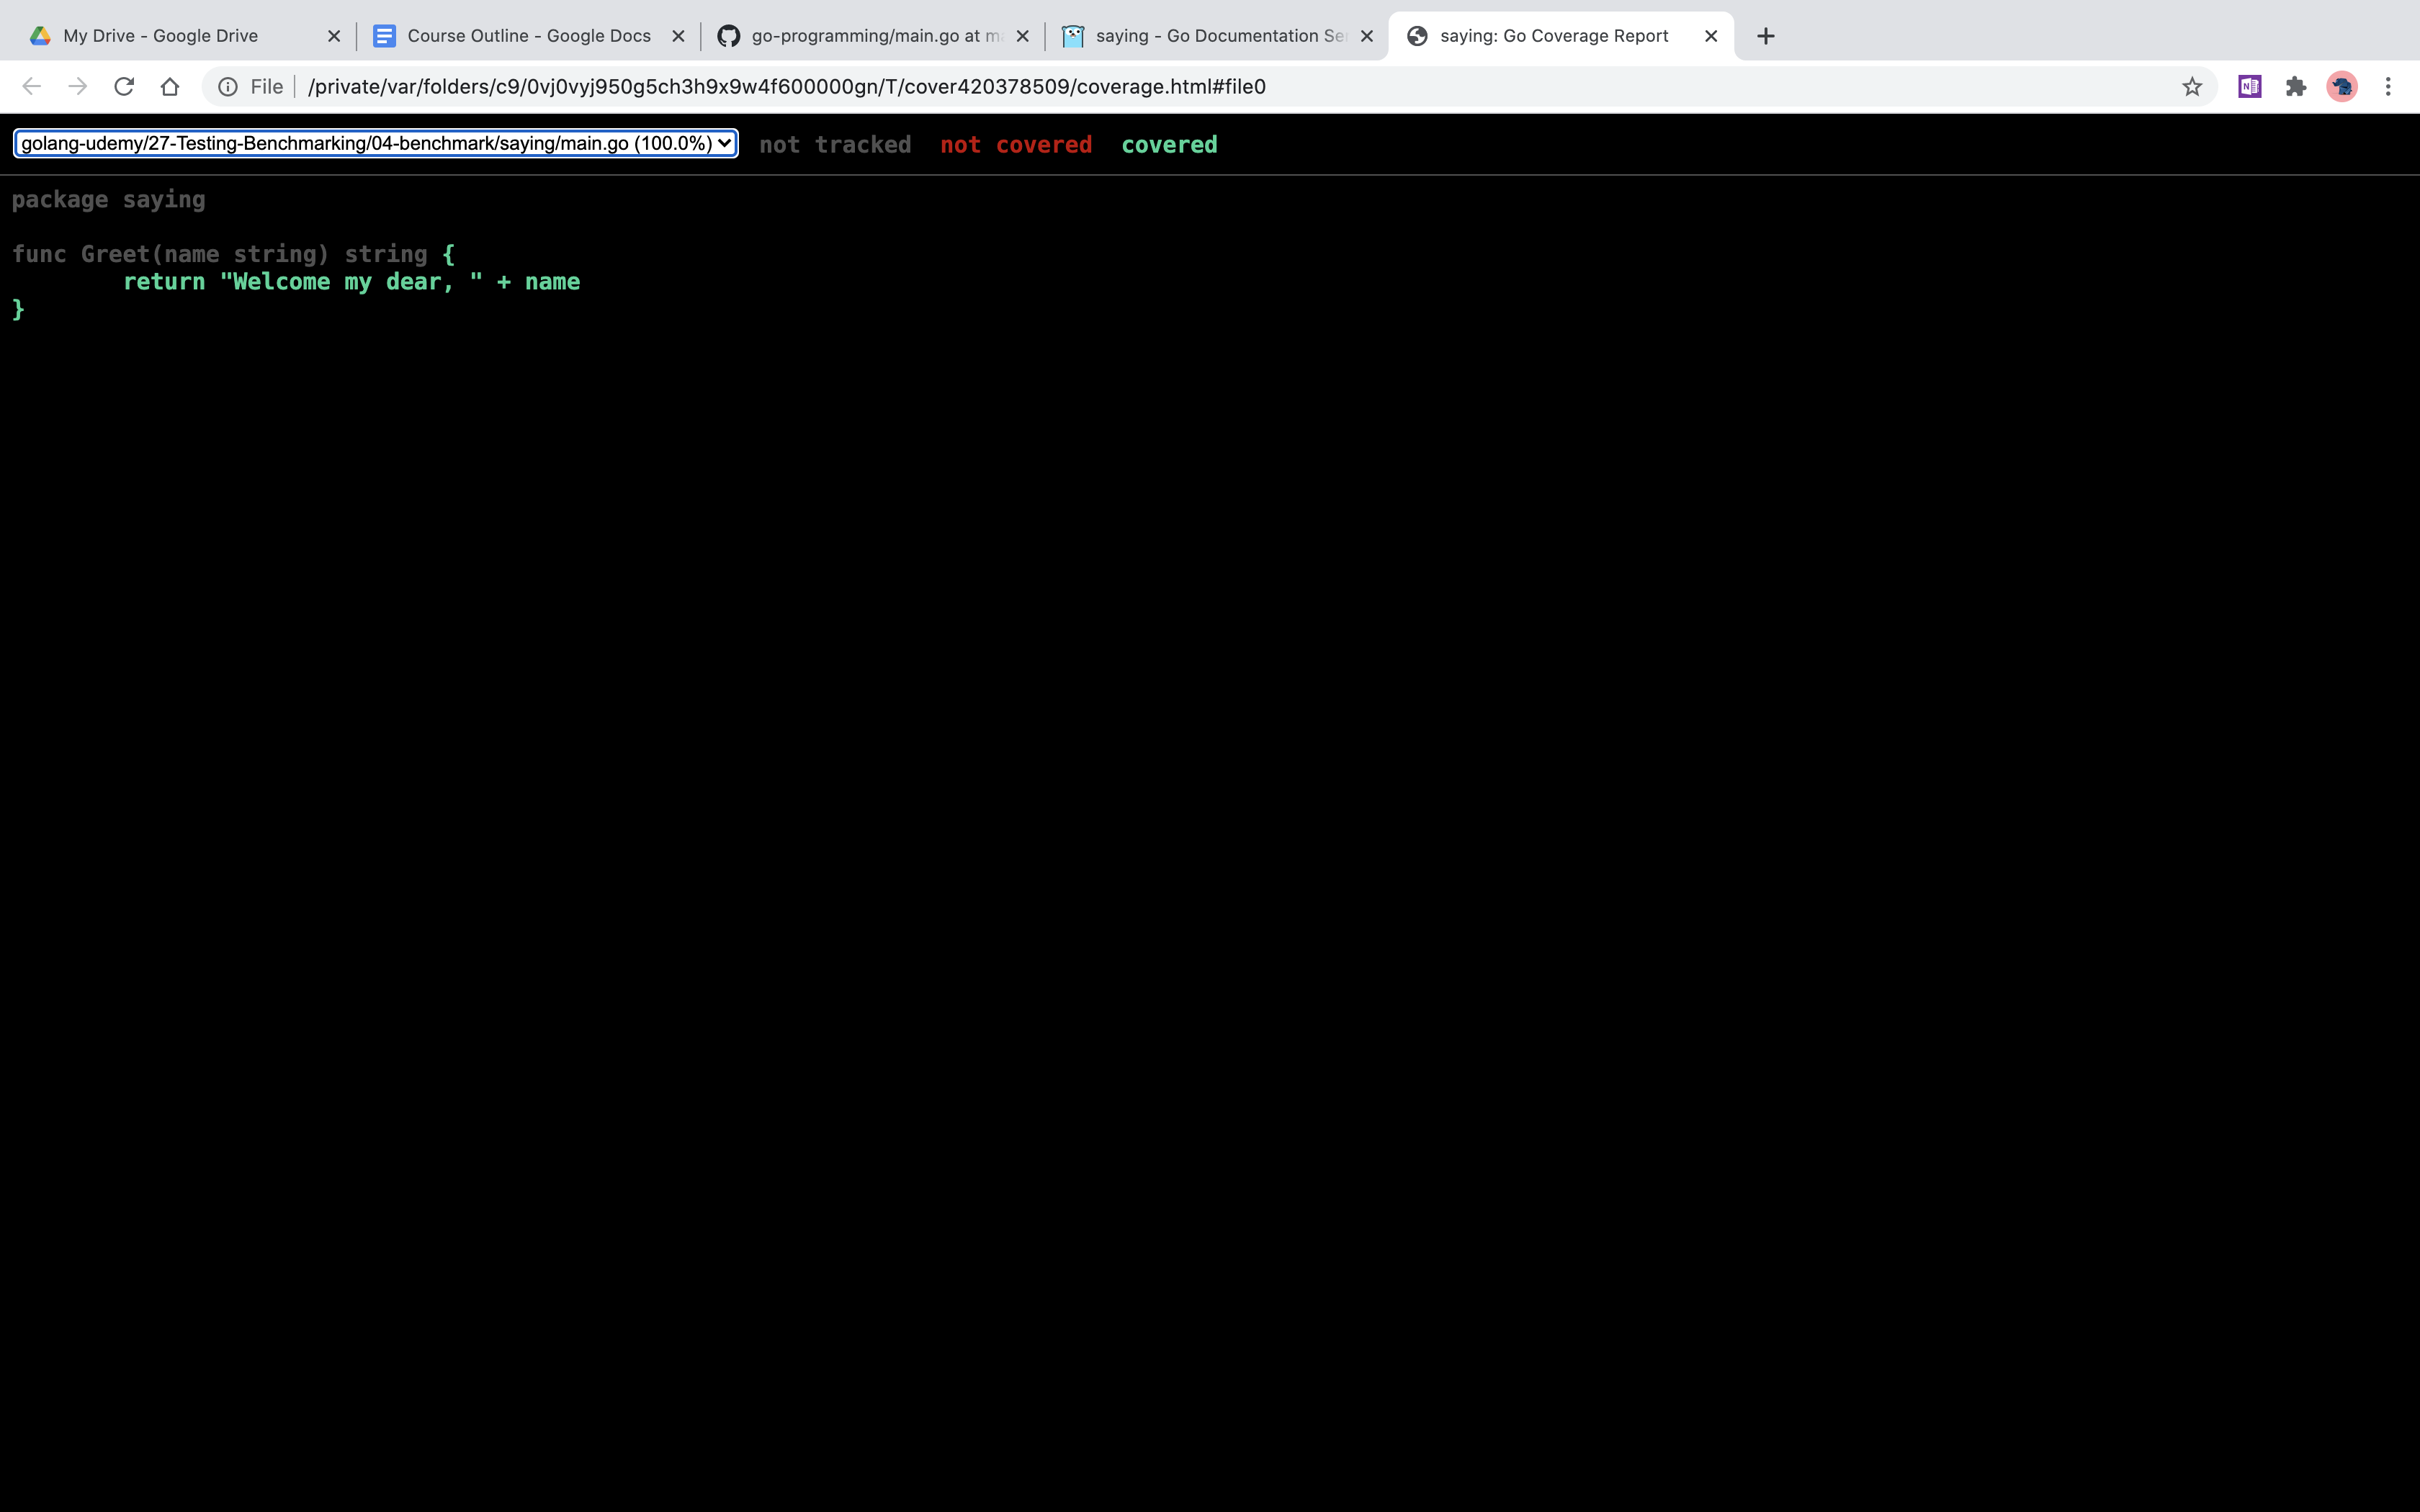 My Drive - Google Drive
Course Outline - Google Docs
go-programming/main.go at m
saying - Go Documentation Se
saying: Go Coverage Report
File /private/var/folders/c9/0vj0vyj950g5ch3h9x9w4f600000gn/T/cover420378509/coverage.html#file0
golang-udemy/27-Testing-Benchmarking/04-benchmark/saying/main.go (100.0%) not tracked not covered covered
package saying
func Greet(name string) string {
return "Welcome my dear, " + name
}